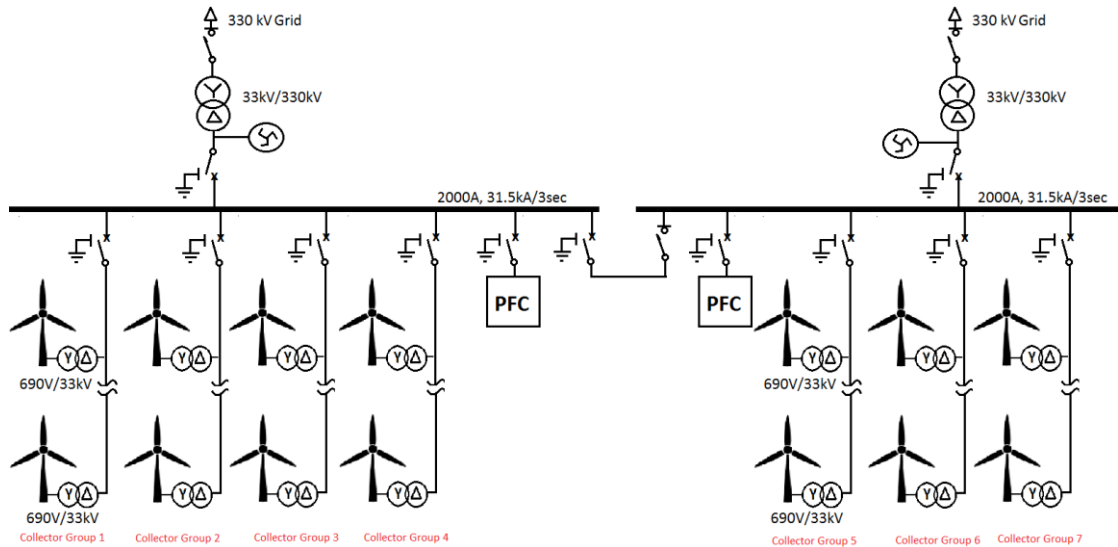 330 kV Grid
330 kV Grid
33kV/330kV
33kV/330kV
2000A, 31.5kA/3sec
2000A, 31.5kA/3sec
PFC
PFC
Y
Y
Y
Y
Y
Y
Y
690V/33kV
690V/33kV
Y
Y
Y
Y
Y
Y
Y
690V/33kV
690V/33kV
Collector Group 1
Collector Group 2
Collector Group 3
Collector Group 4
Collector Group 5
Collector Group 6
Collector Group 7